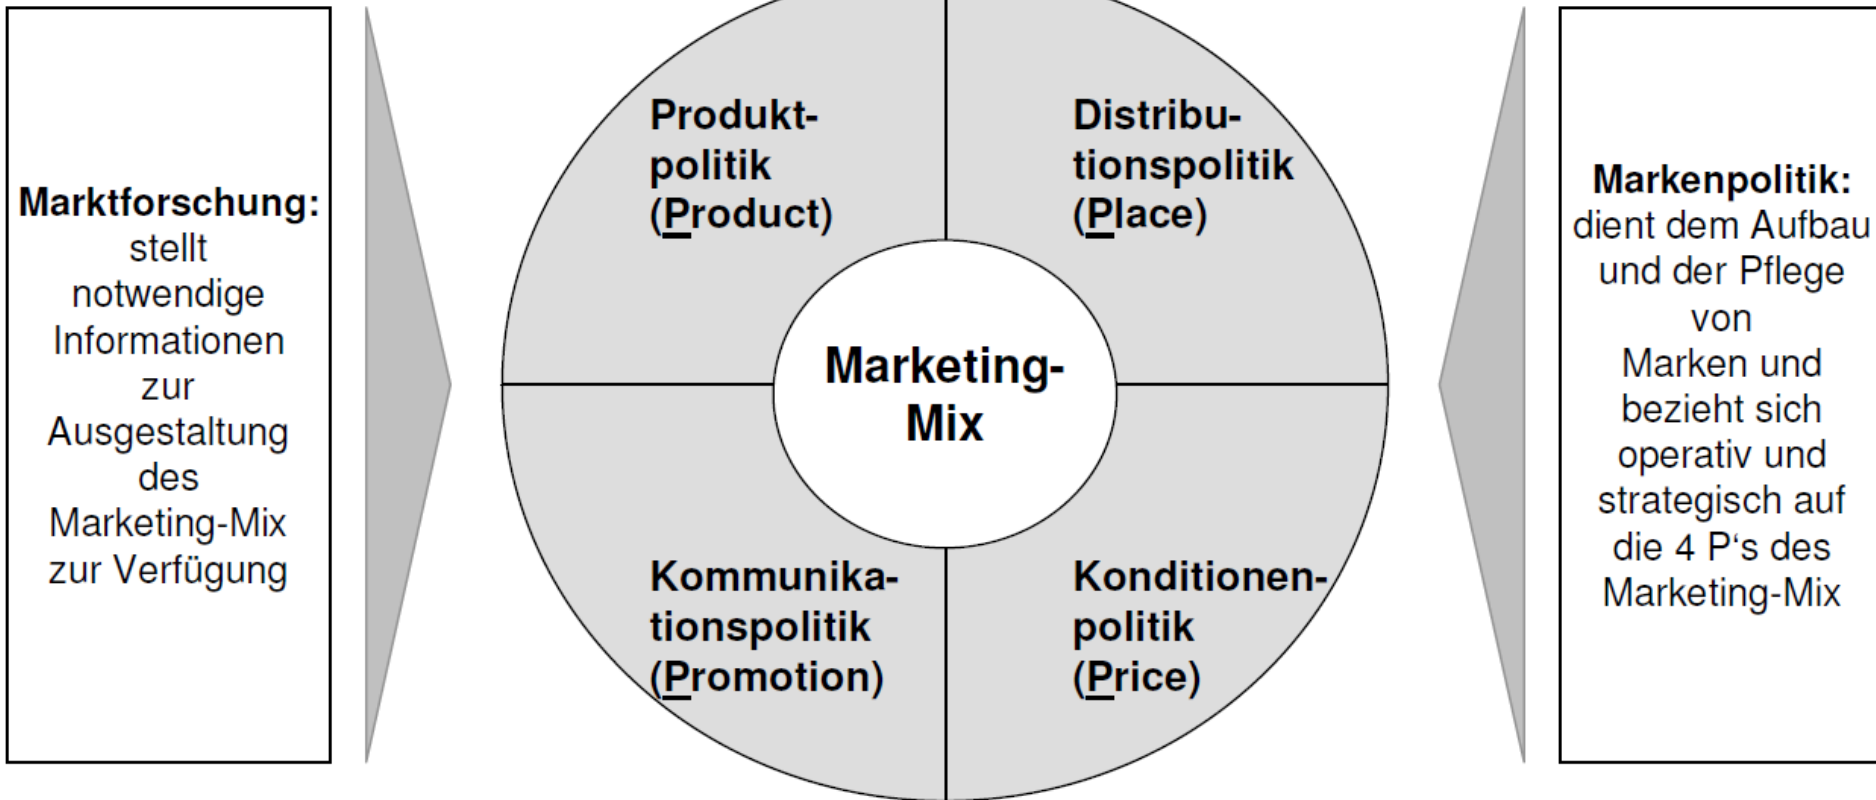 Marktforschung:
stellt
notwendige
Informationen
zur
Ausgestaltung
des
Marketing-Mix
zur Verfügung
Produkt-
politik
(Product)
Distribu-
tionspolitik
(Place)
Marketing-
Mix
Kommunika-
tionspolitik
(Promotion)
Konditionen-
politik
(Price)
Markenpolitik:
dient dem Aufbau
und der Pflege
von
Marken und
bezieht sich
operativ und
strategisch auf
die 4 P‘s des
Marketing-Mix